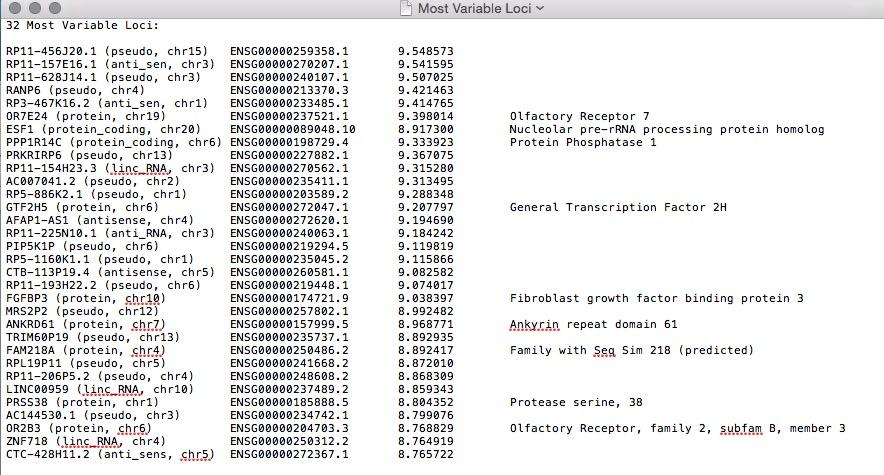 Most Variable Loci
32 Most Variable Loci:
RP11-456J20.1 (pseudo, chr15) ENSG00000259358.1 9.548573
RP11-157E16.1 (anti_sen, chr3) ENSG00000270207.1 9.541595
RP11-628J14.1 (pseudo, chr3) ENSG00000240107.1 9.507025
RANP6 (pseudo, chr4) ENSG00000213370.3 9.421463
RP3-467K16.2 (anti_sen, chr1) ENSG00000233485.1 9.414765
OR7E24 (protein, chr19) ENSG00000237521.1 9.398014 Olfactory Receptor 7
ESF1 (protein_coding, chr20) ENSG00000089048.10 8.917300 Nucleolar pre-rRNA processing protein homolog
PPP1R14C (protein_coding, chr6) ENSG00000198729.4 9.333923 Protein Phosphatase 1
PRKRIRP6 (pseudo, chr13) ENSG00000227882.1 9.367075
RP11-154H23.3 (linc_RNA, chr3) ENSG00000270562.1 9.315280
AC007041.2 (pseudo, chr2) ENSG00000235411.1 9.313495
RP5-886K2.1 (pseudo, chr1) ENSG00000203589.2 9.288348
GTF2H5 (protein, chr6) ENSG00000272047.1 9.207797 General Transcription Factor 2H
AFAP1-AS1 (antisense, chr4) ENSG00000272620.1 9.194690
RP11-225N10.1 (anti_RNA, chr3) ENSG00000240063.1 9.184242
PIP5K1P (pseudo, chr6) ENSG00000219294.5 9.119819
RP5-1160K1.1 (pseudo, chr1) ENSG00000235045.2 9.115866
CTB-113P19.4 (antisense, chr5) ENSG00000260581.1 9.082582
RP11-193H22.2 (pseudo, chr6) ENSG00000219448.1 9.074017
FGFBP3 (protein, chr10) ENSG00000174721.9 9.038397 Fibroblast growth factor binding protein 3
MRS2P2 (pseudo, chr12) ENSG00000257802.1 8.992482
ANKRD61 (protein, chr7) ENSG00000157999.5 8.968771 Ankyrin repeat domain 61
TRIM60P19 (pseudo, chr13) ENSG00000235737.1 8.892935
FAM218A (protein, chr4) ENSG00000250486.2 8.892417 Family with Seq Sim 218 (predicted)
RPL19P11 (pseudo, chr5) ENSG00000241668.2 8.872010
RP11-206P5.2 (pseudo, chr4) ENSG00000248608.2 8.868309
LINC00959 (linc_RNA, chr10) ENSG00000237489.2 8.859343
PRSS38 (protein, chr1) ENSG00000185888.5 8.804352 Protease serine, 38
AC144530.1 (pseudo, chr3) ENSG00000234742.1 8.799076
OR2B3 (protein, chr6) ENSG00000204703.3 8.768829 Olfactory Receptor, family 2, subfam B, member 3
ZNF718 (linc_RNA, chr4) ENSG00000250312.2 8.764919
CTC-428H11.2 (anti_sens, chr5) ENSG00000272367.1 8.765722